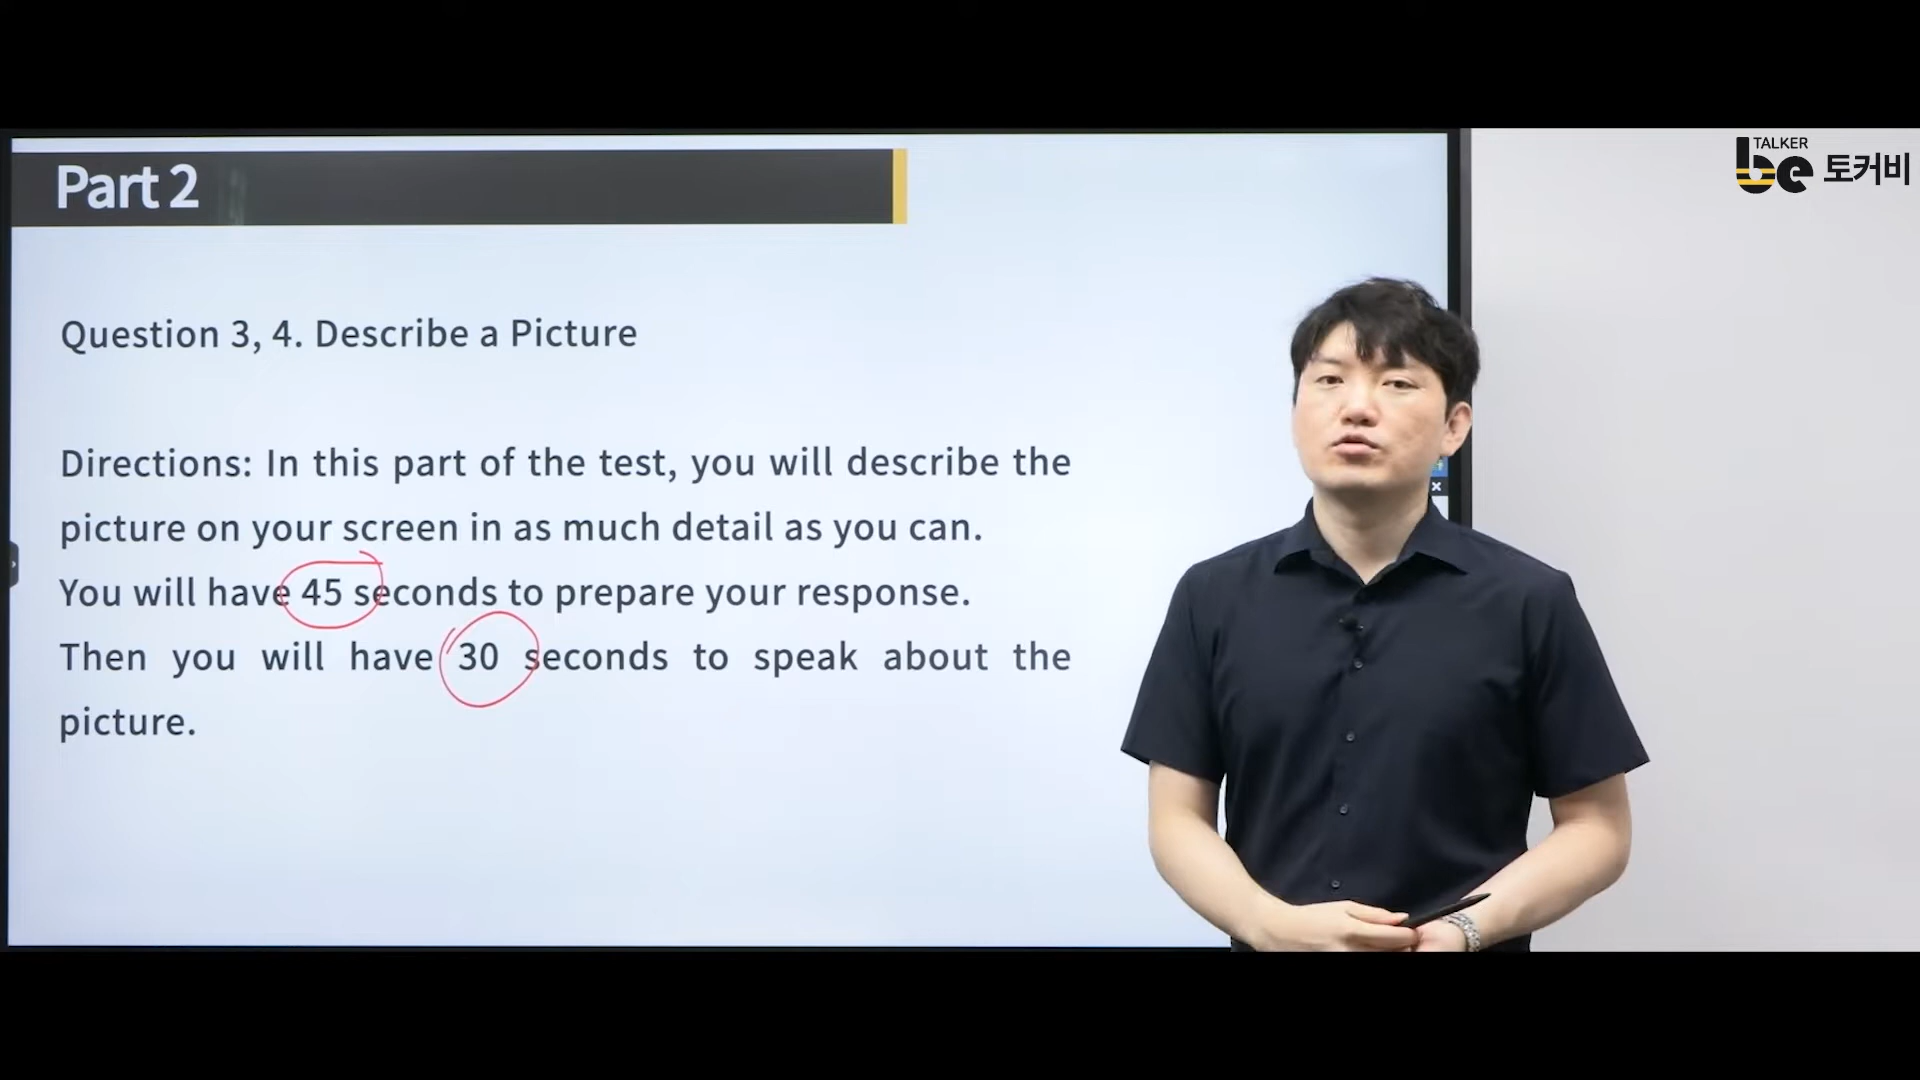 Part 2
TALKER
be 토커비
Question 3, 4. Describe a Picture
Directions: In this part of the test, you will describe the
picture on your screen in as much detail as you can.
You will have 45 seconds to prepare your response.
Then you will have 30 seconds to speak about the
picture.